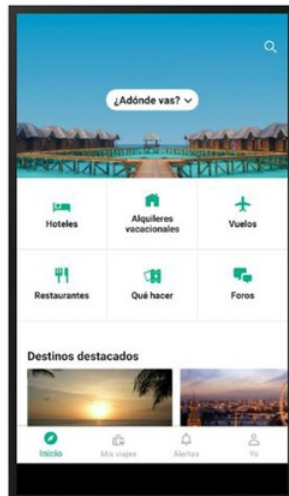 ¿Adónde vas?
Hoteles
Alquileres
vacacionales
Vuelos
Restaurantes
Qué hacer
Foros
Destinos destacados
Inicio
Mis viajes
Alertas
Yo